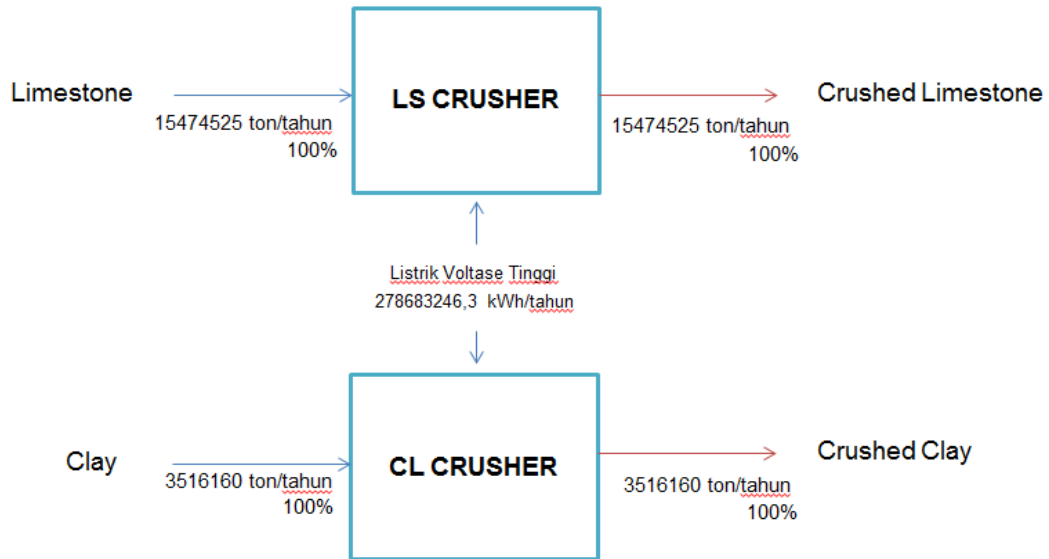 Limestone
15474525 ton/tahun
100%
LS CRUSHER
Crushed Limestone
15474525 ton/tahun
100%
Listrik Voltase Tinggi
278683246,3 kWh/tahun
Clay
3516160 ton/tahun
100%
CL CRUSHER
Crushed Clay
3516160 ton/tahun
100%